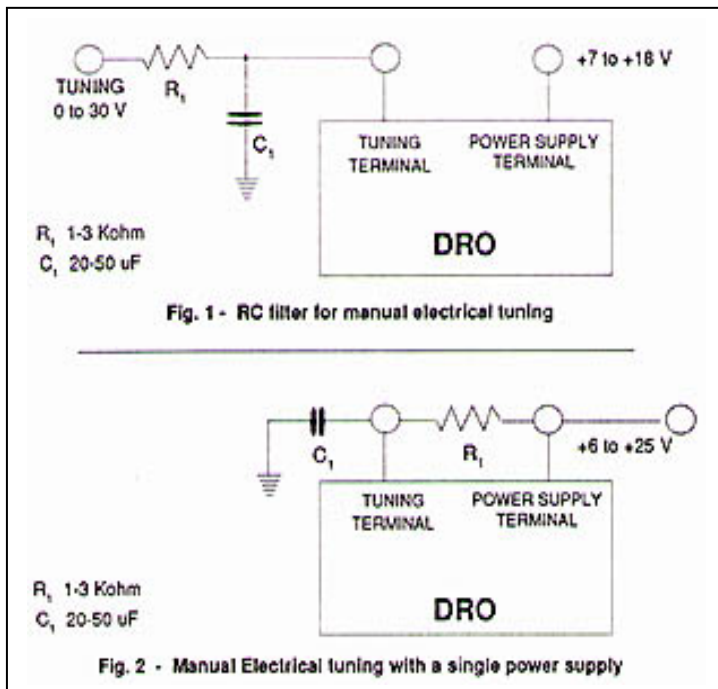 +7 to +18 V
TUNING
0 to 30 V
R₁
C₁
TUNING
TERMINAL
POWER SUPPLY
TERMINAL
DRO
R₁ 1-3 Kohm
C₁ 20-50 uF
Fig. 1 - RC filter for manual electrical tuning
C₁
R₁
+6 to +25 V
TUNING
TERMINAL
POWER SUPPLY
TERMINAL
DRO
R₁ 1-3 Kohm
C₁ 20-50 uF
Fig. 2 - Manual Electrical tuning with a single power supply